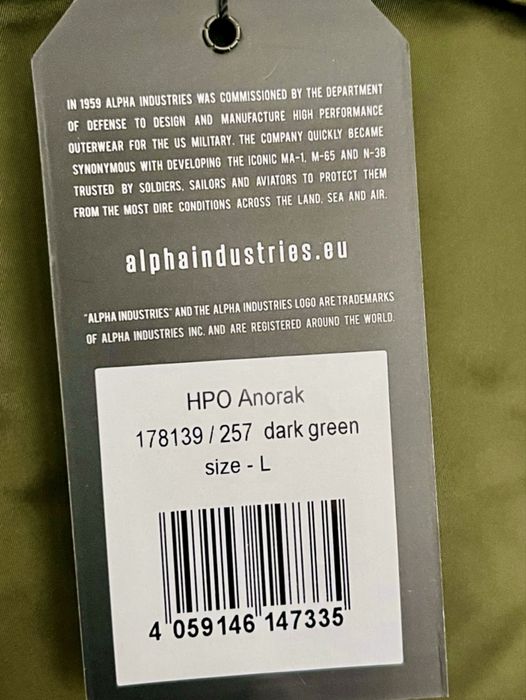 IN 1959 ALPHA INDUSTRIES WAS COMMISSIONED BY THE DEPARTMENT
OF DEFENSE TO DESIGN AND MANUFACTURE HIGH PERFORMANCE
OUTERWEAR FOR THE US MILITARY. THE COMPANY QUICKLY BECAME
SYNONYMOUS WITH DEVELOPING THE ICONIC MA-1, M-65 AND N-3B
TRUSTED BY SOLDIERS, SAILORS AND AVIATORS TO PROTECT THEM
FROM THE MOST DIRE CONDITIONS ACROSS THE LAND, SEA AND AIR.
alphaindustries.eu
"ALPHA INDUSTRIES" AND THE ALPHA INDUSTRIES LOGO ARE TRADEMARKS
OF ALPHA INDUSTRIES INC. AND ARE REGISTERED AROUND THE WORLD.
HPO Anorak
178139 / 257 dark green
size - L
4 059146 147335